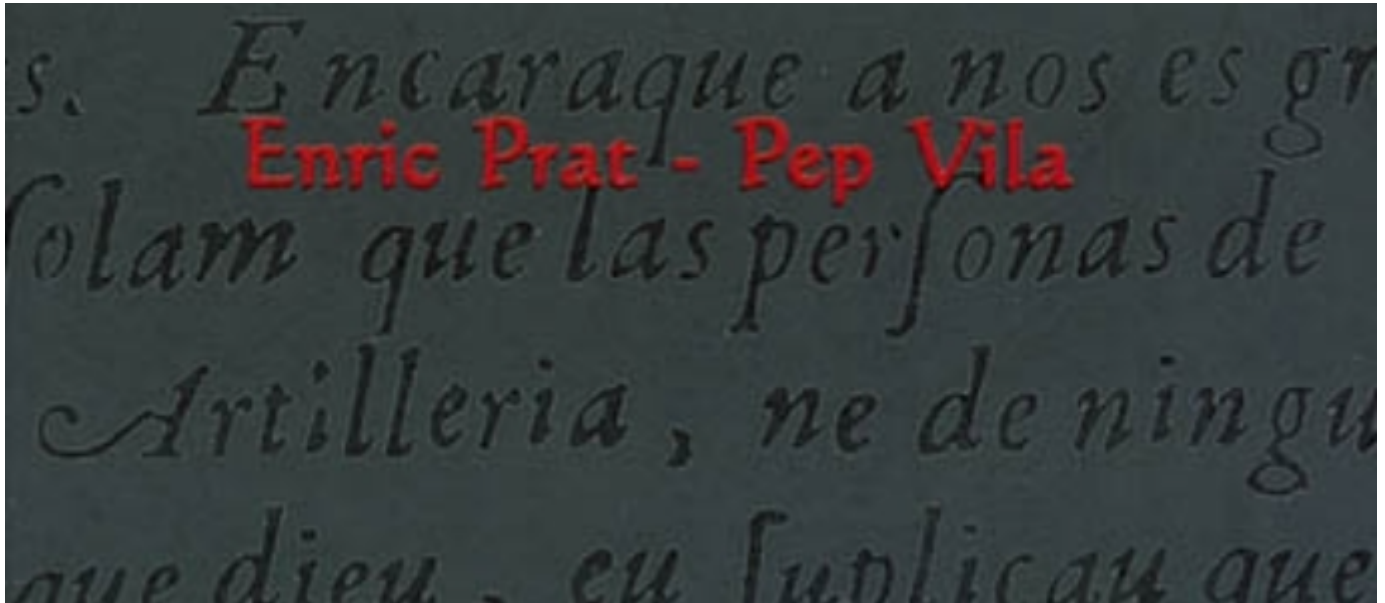 s. Encaraque a nos es gr
Enric Prat - Pep Vila
ſolam que las perſonas de
Artilleria, ne de ningu
que dieu, eu ſuplicau que